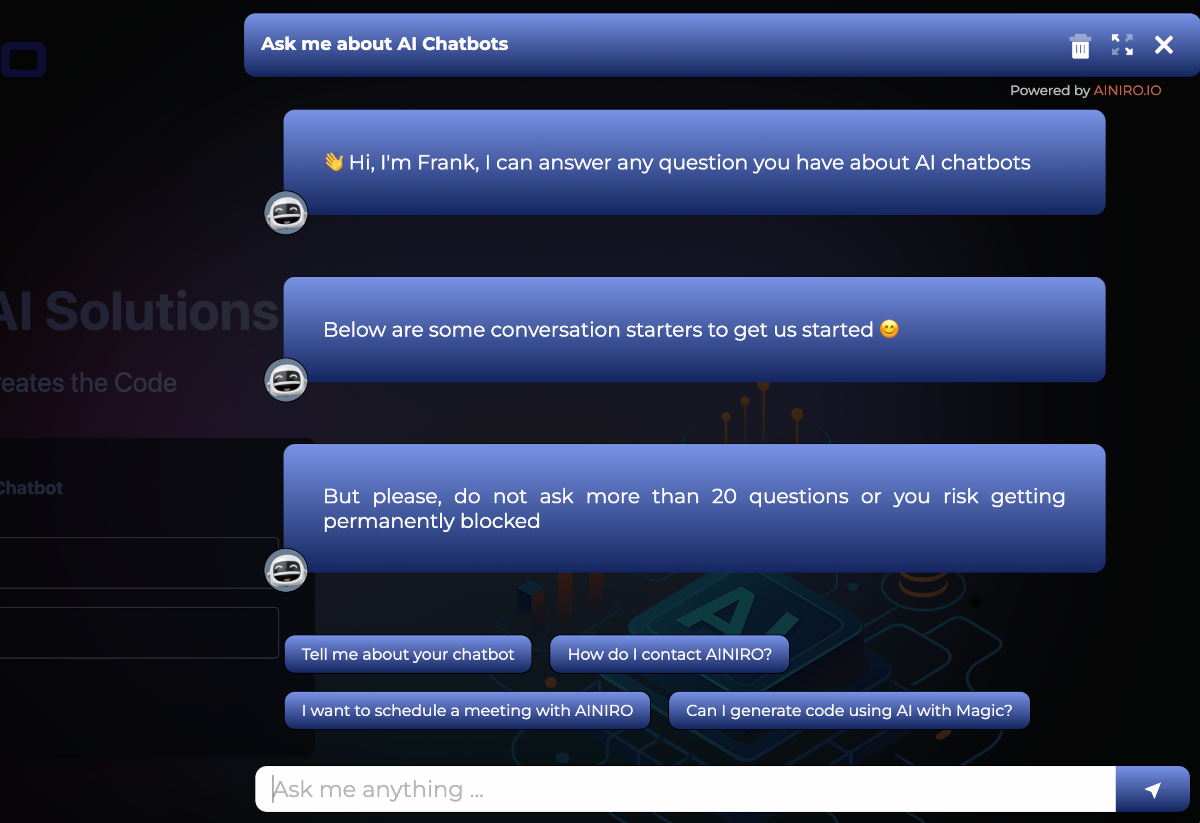 Ask me about AI Chatbots
Powered by AINIRO.IO
👋 Hi, I'm Frank, I can answer any question you have about AI chatbots
AI Solutions
Below are some conversation starters to get us started 😊
reates the Code
Chatbot
But please, do not ask more than 20 questions or you risk getting
permanently blocked
AI
Tell me about your chatbot
How do I contact AINIRO?
I want to schedule a meeting with AINIRO
Can I generate code using AI with Magic?
Ask me anything ...